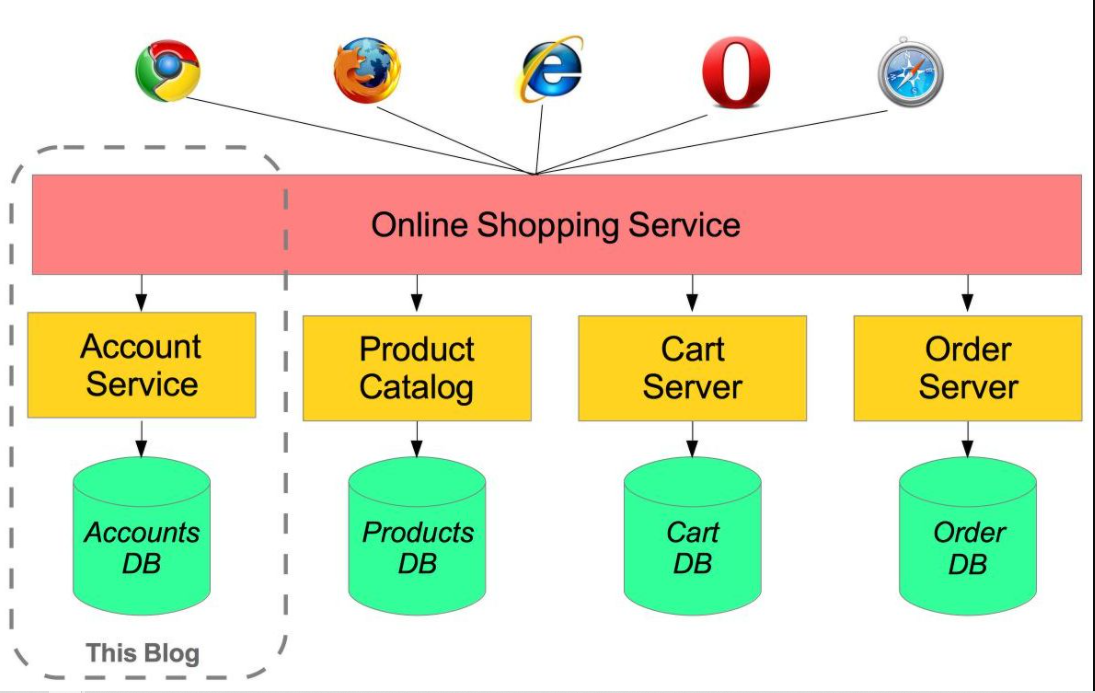 Online Shopping Service
Account
Service
Product
Catalog
Cart
Server
Order
Server
Accounts
DB
Products
DB
Cart
DB
Order
DB
This Blog